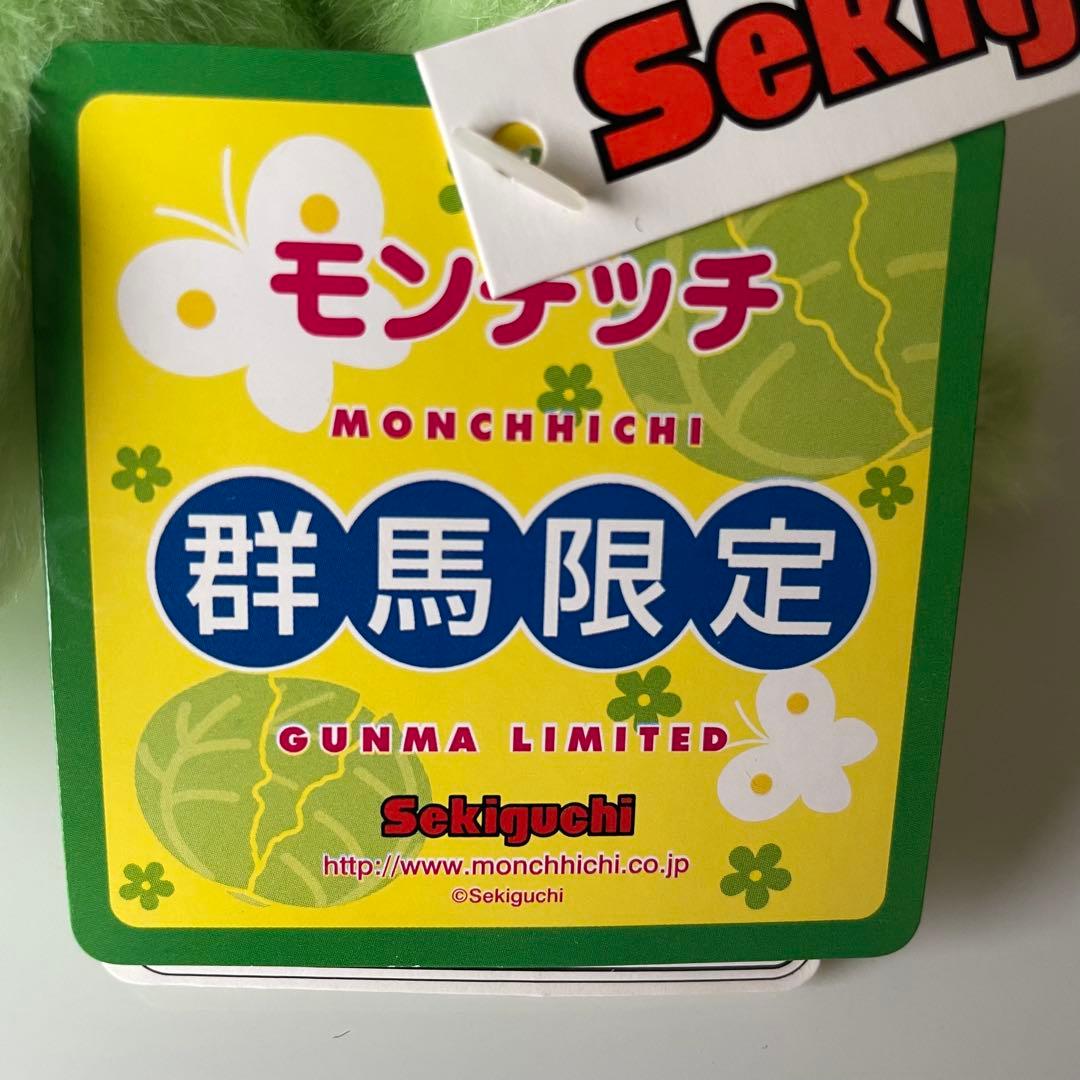 Sekig
モンチッチ
MONCHHICHI
群馬限定
GUNMA LIMITED
Sekiguchi
http://www.monchhichi.co.jp
©Sekiguchi